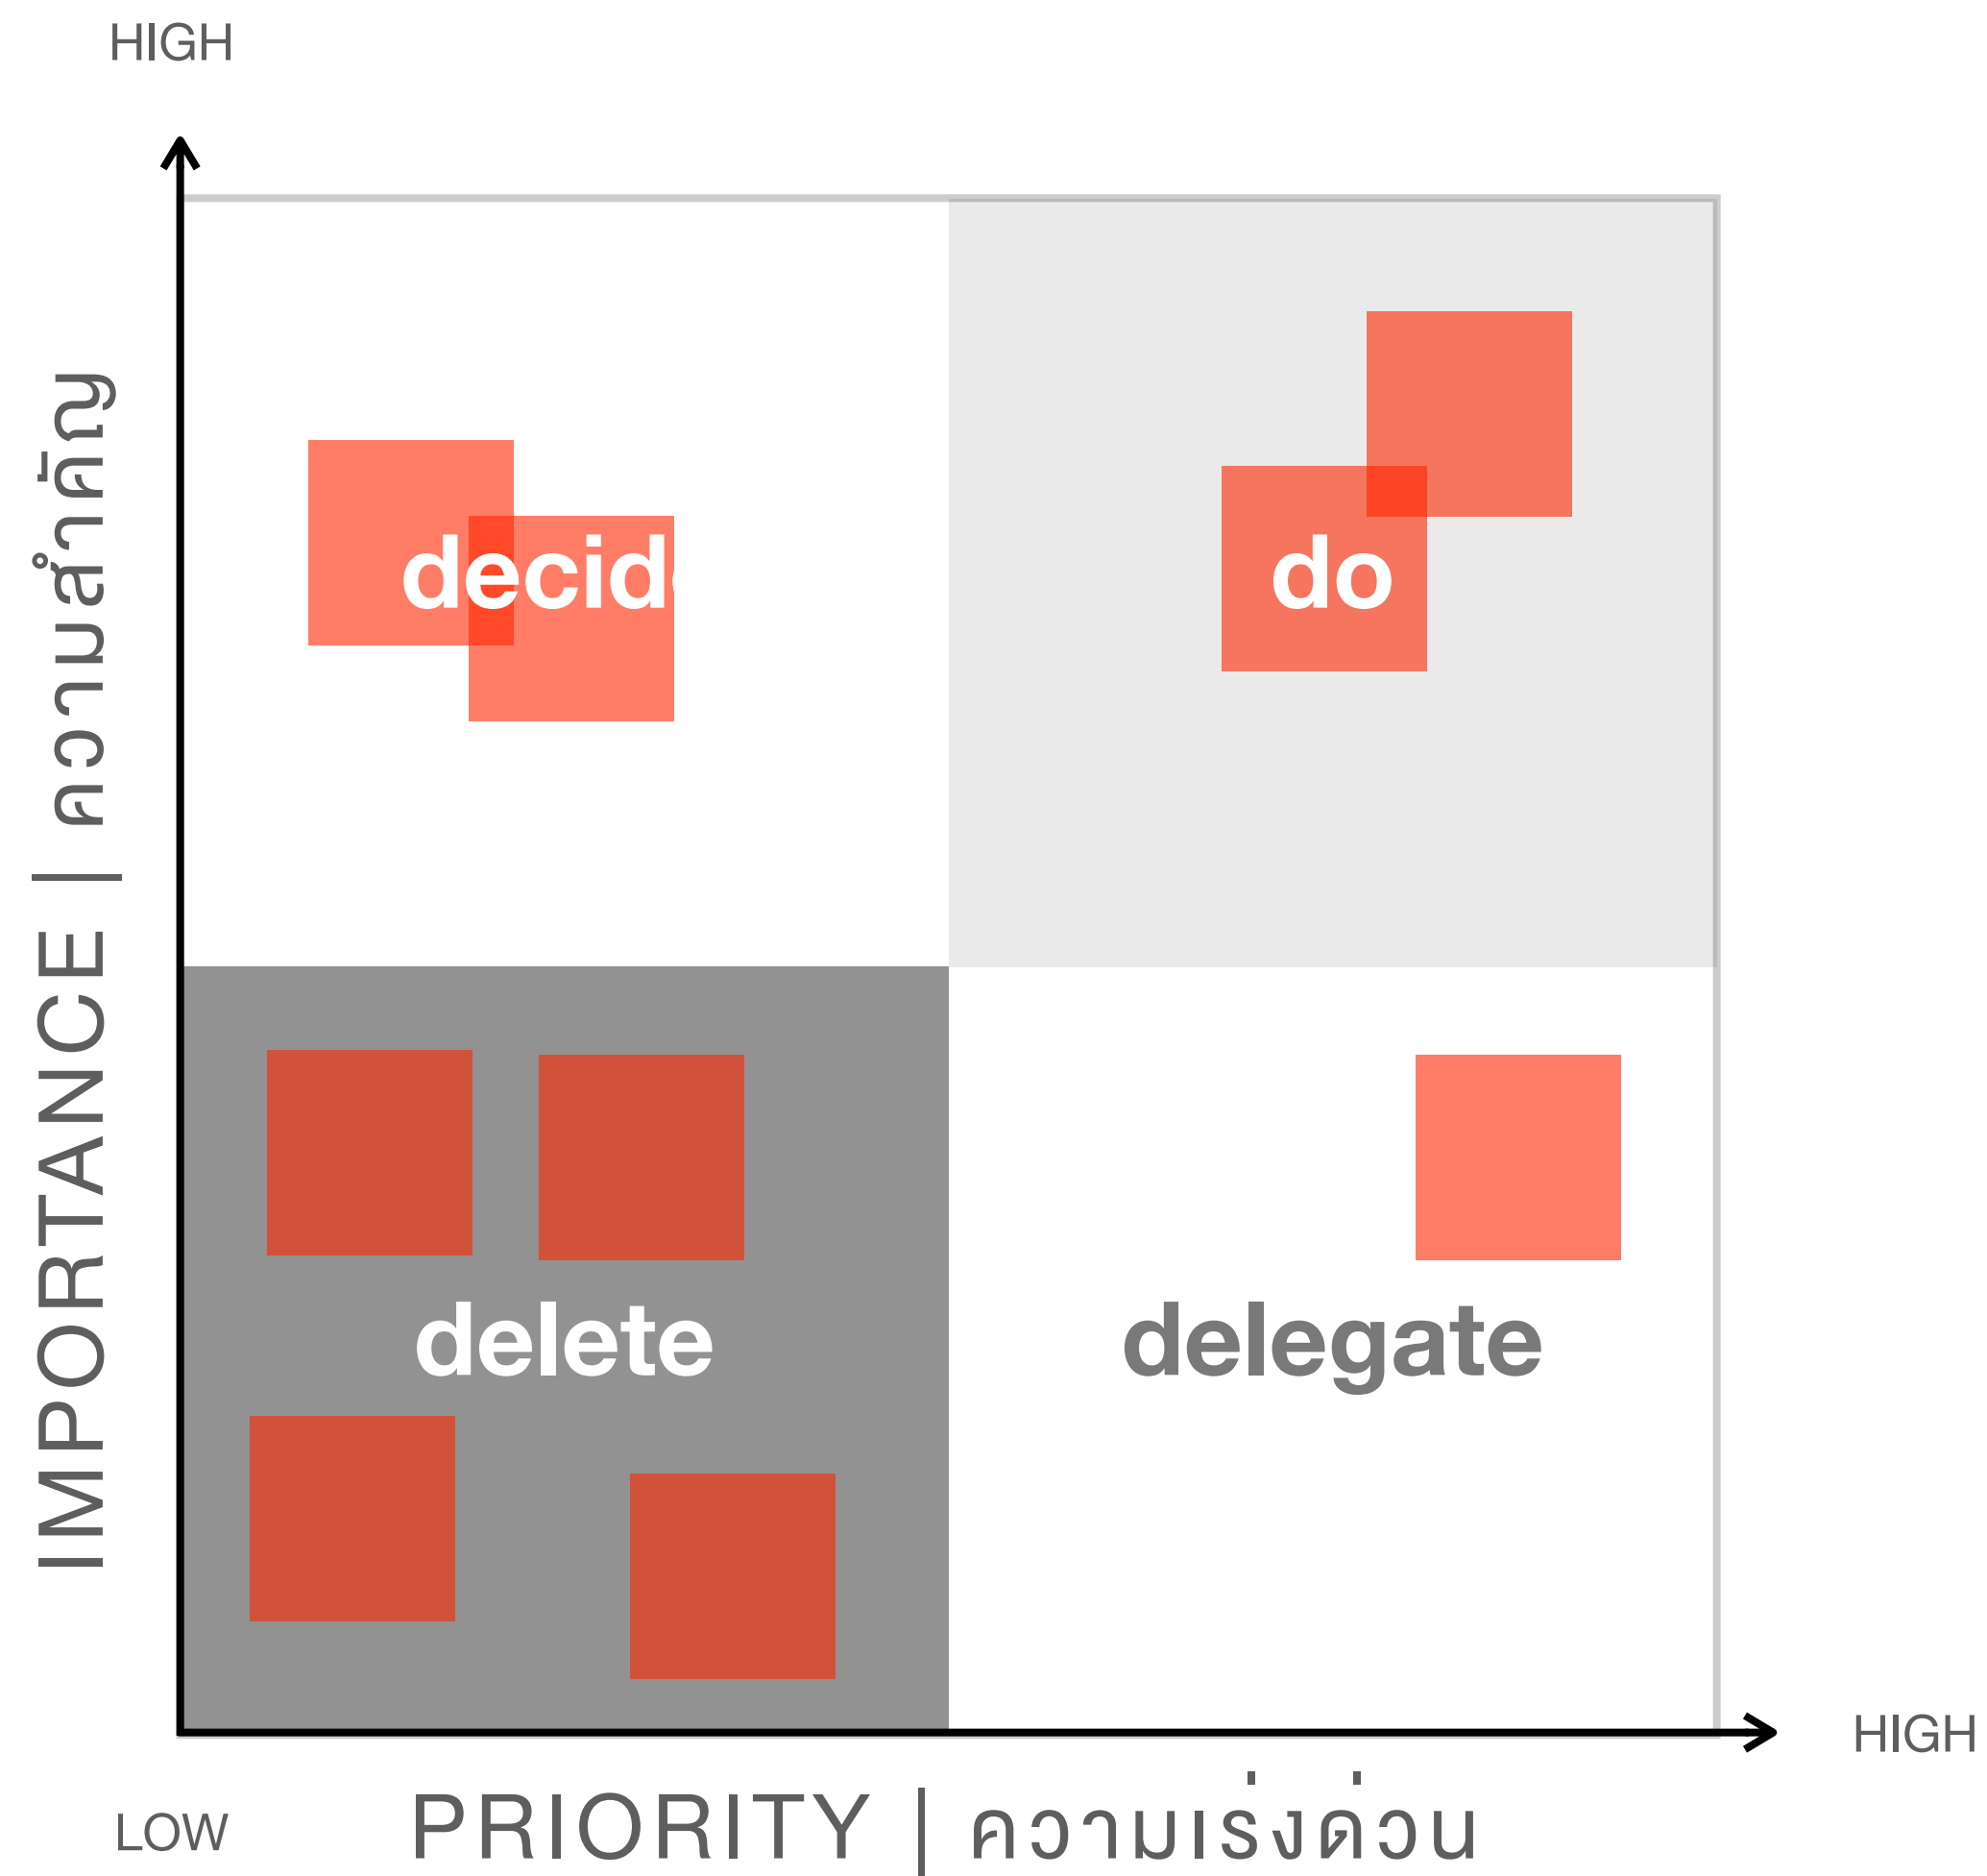 HIGH
IMPORTANCE | ความสำคัญ
decide
do
delete
delegate
HIGH
LOW
PRIORITY | ความเร่งด่วน